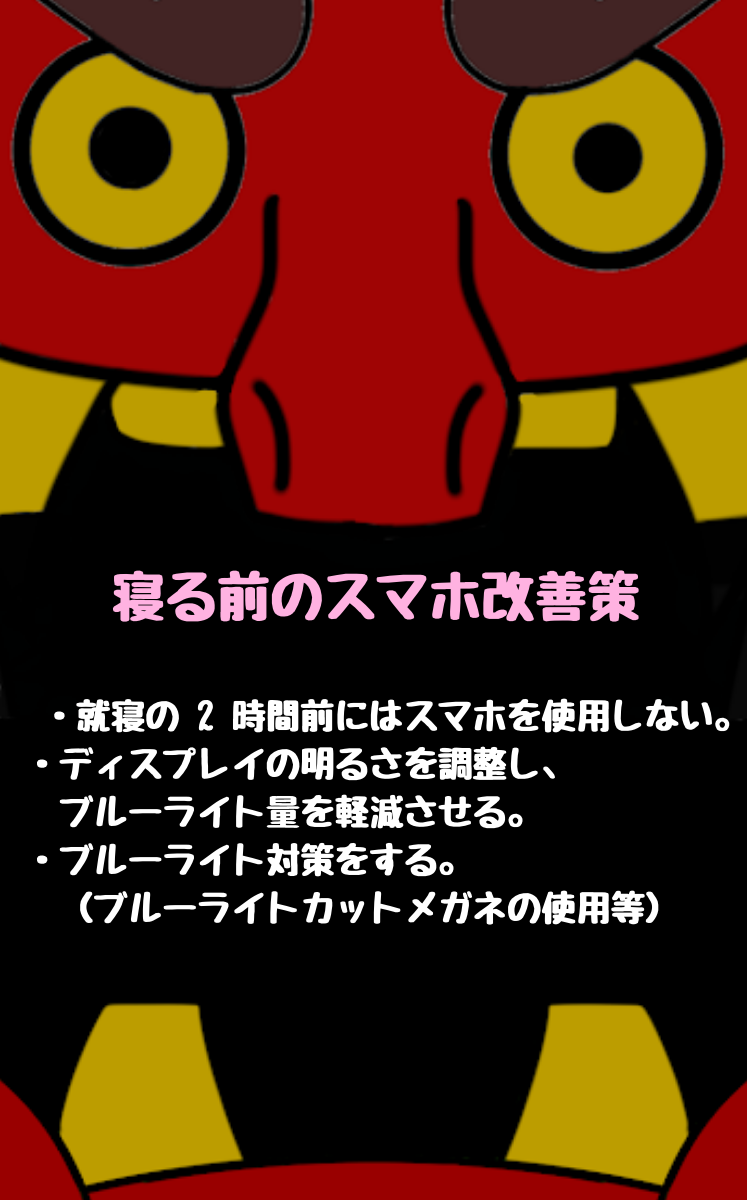 寝る前のスマホ改善策
・就寝の 2 時間前にはスマホを使用しない。
・ディスプレイの明るさを調整し、
ブルーライト量を軽減させる。
・ブルーライト対策をする。
（ブルーライトカットメガネの使用等）